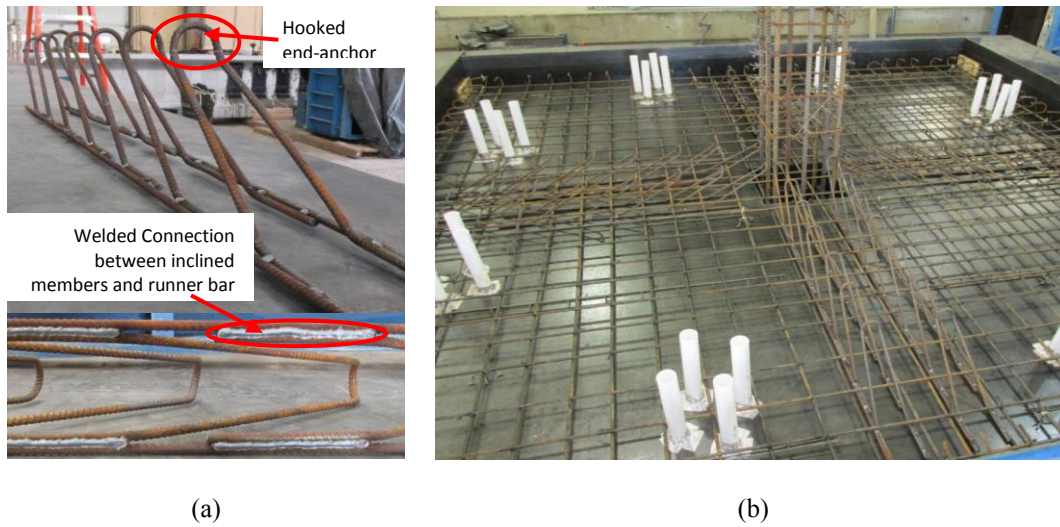 Hooked
end-anchor
Welded Connection
between inclined
members and runner bar
(a)
(b)